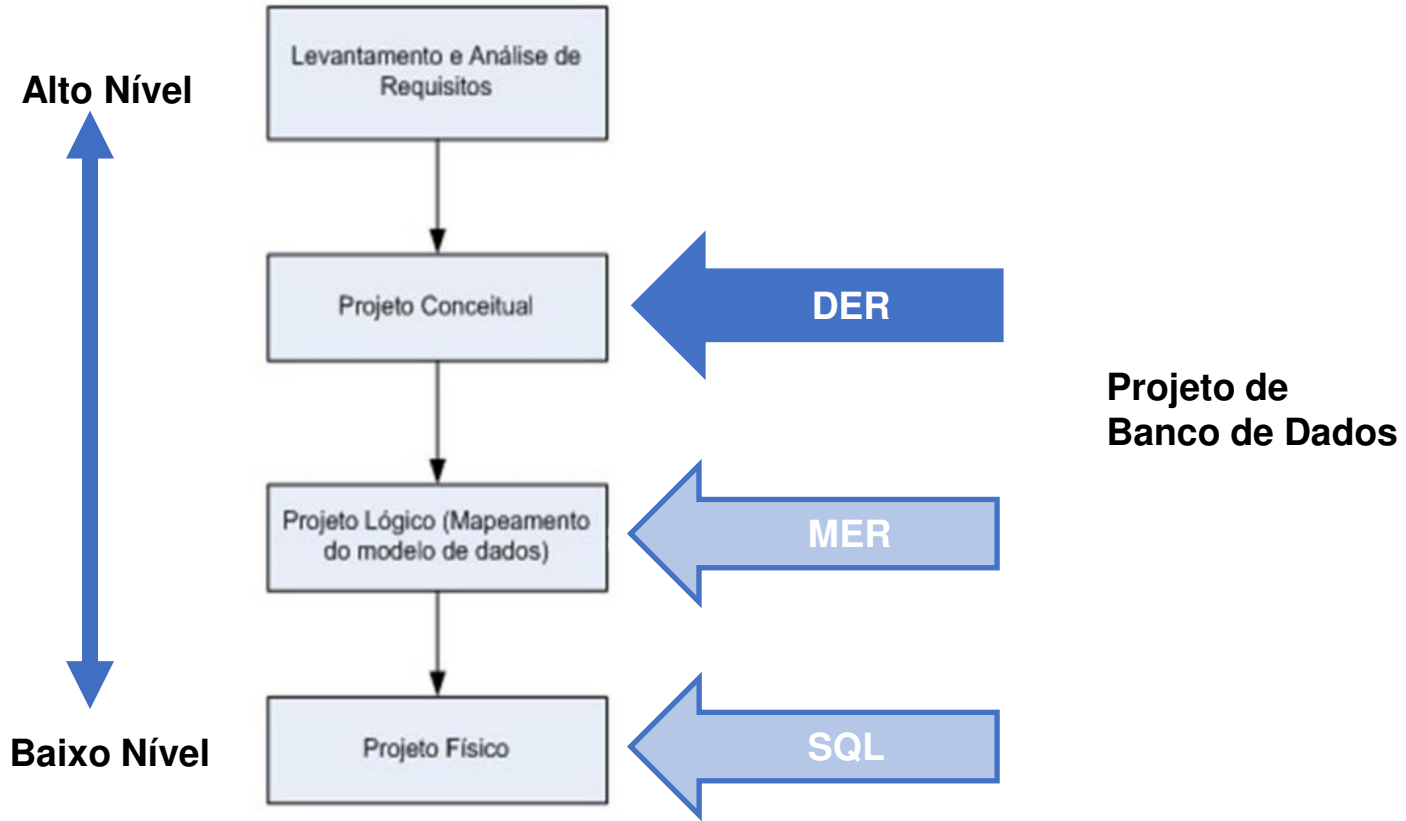 Levantamento e Análise de
Requisitos
Alto Nível
Projeto Conceitual
DER
Projeto de
Banco de Dados
Projeto Lógico (Mapeamento
do modelo de dados)
MER
Projeto Físico
SQL
Baixo Nível